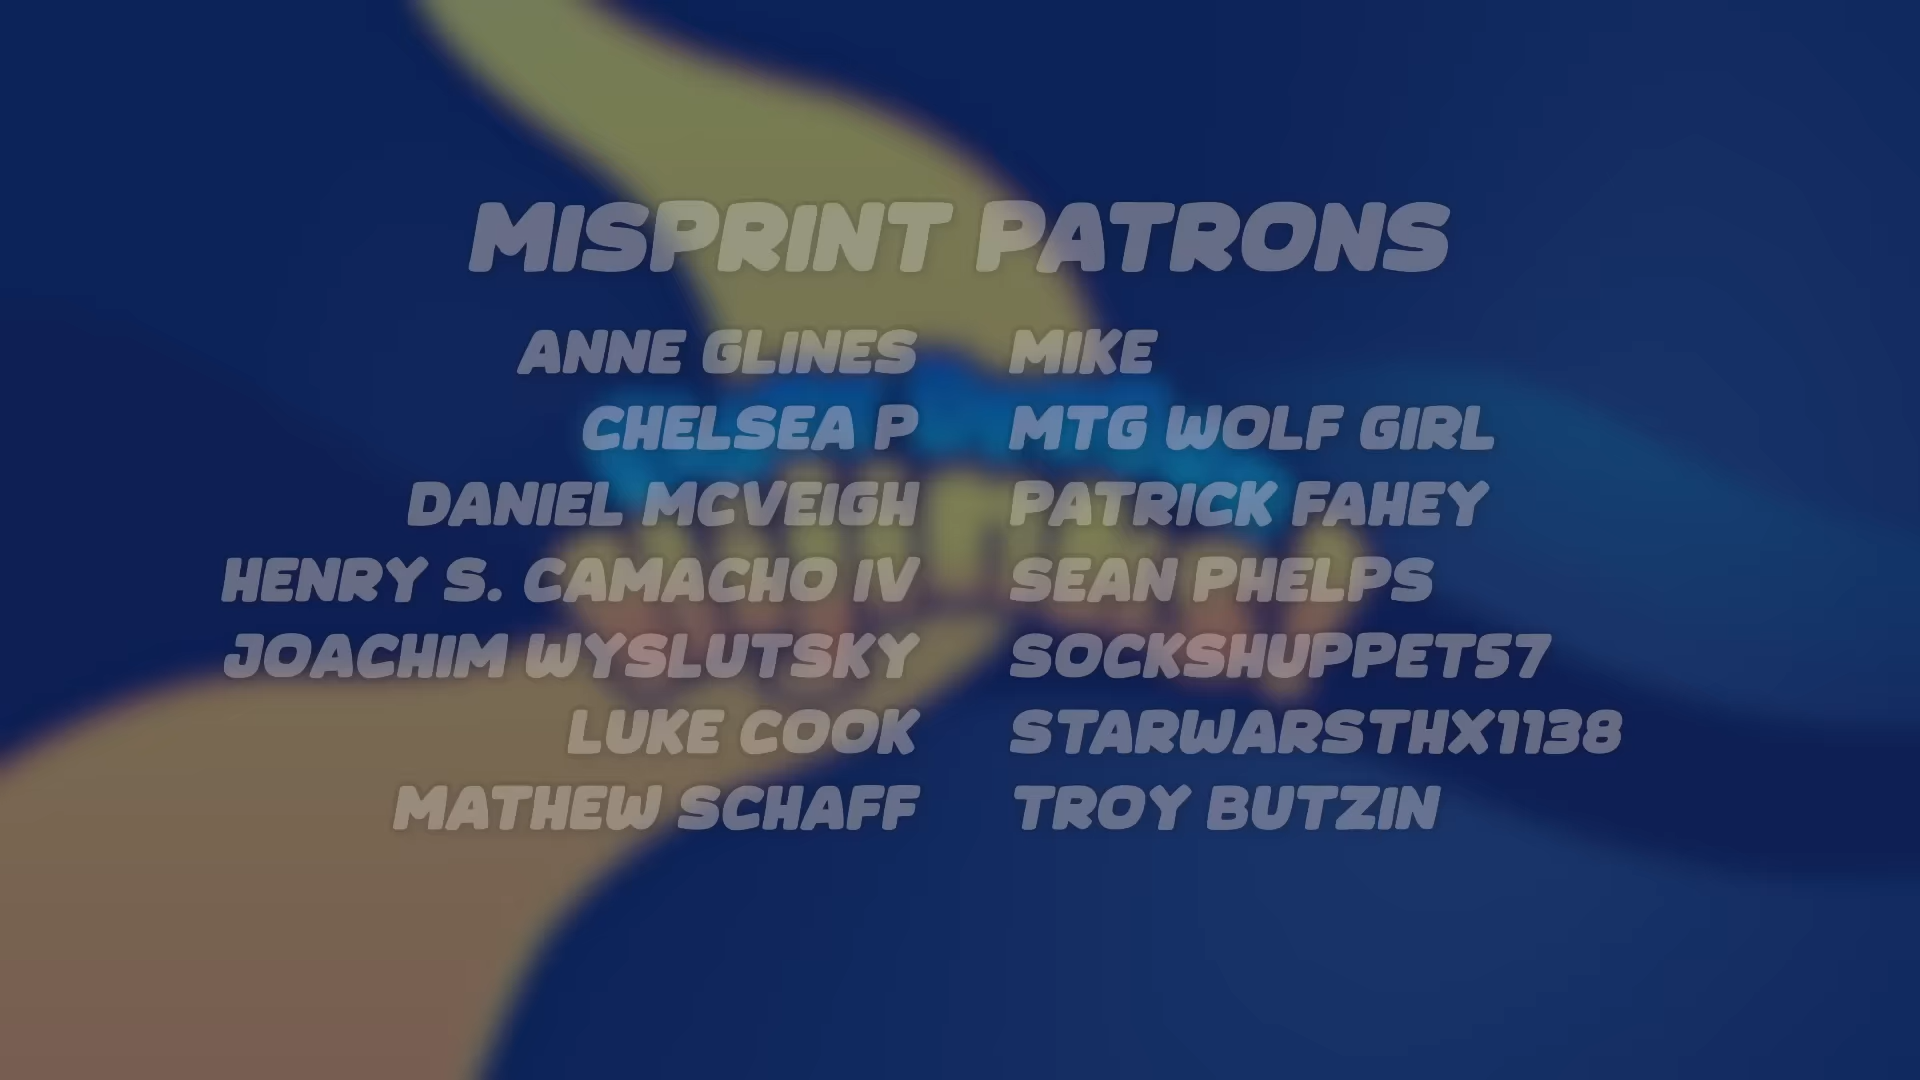 MISPRINT PATRONS
ANNE GLINES
CHELSEA P
DANIEL MCVEIGH
HENRY S. CAMACHO IV
JOACHIM WYSLUTSKY
LUKE COOK
MATHEW SCHAFF
MIKE
MTG WOLF GIRL
PATRICK FAHEY
SEAN PHELPS
SOCKSHUPPET57
STARWARSTHX1138
TROY BUTZIN